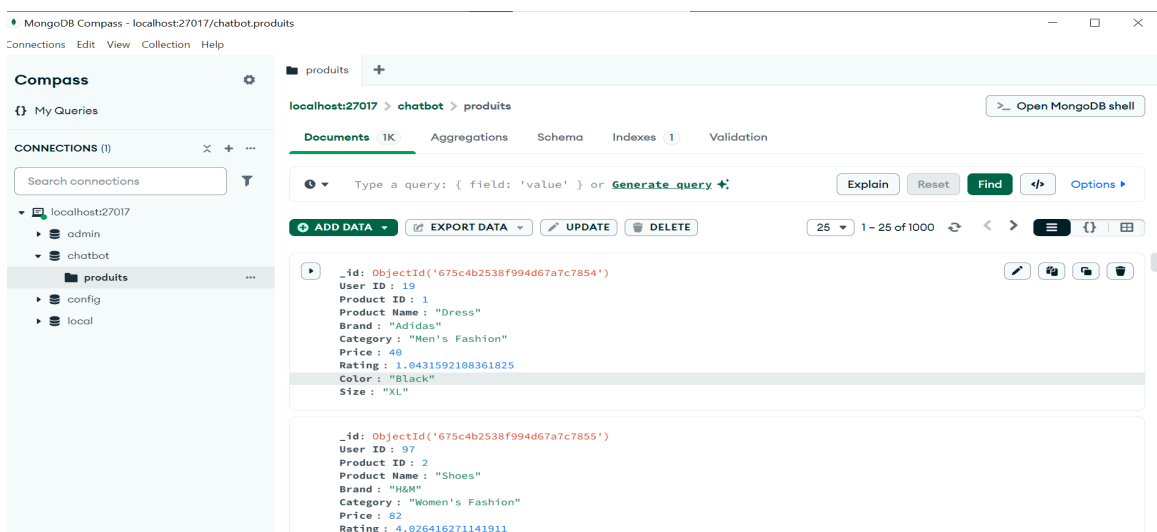 MongoDB Compass - localhost:27017/chatbot.produits
Connections Edit View Collection Help
Compass
{} My Queries
CONNECTIONS (1)
Search connections
localhost:27017
admin
chatbot
produits
config
local
produits
localhost:27017 > chatbot > produits
>_ Open MongoDB shell
Documents 1K Aggregations Schema Indexes 1 Validation
Type a query: { field: 'value' } or Generate query
Explain Reset Find </> Options
ADD DATA EXPORT DATA UPDATE DELETE
25 1 – 25 of 1000 {}
_id: ObjectId('675c4b2538f994d67a7c7854')
User ID : 19
Product ID : 1
Product Name : "Dress"
Brand : "Adidas"
Category : "Men's Fashion"
Price : 40
Rating : 1.0431592108361825
Color : "Black"
Size : "XL"
_id: ObjectId('675c4b2538f994d67a7c7855')
User ID : 97
Product ID : 2
Product Name : "Shoes"
Brand : "H&M"
Category : "Women's Fashion"
Price : 82
Rating : 4.026416271141911